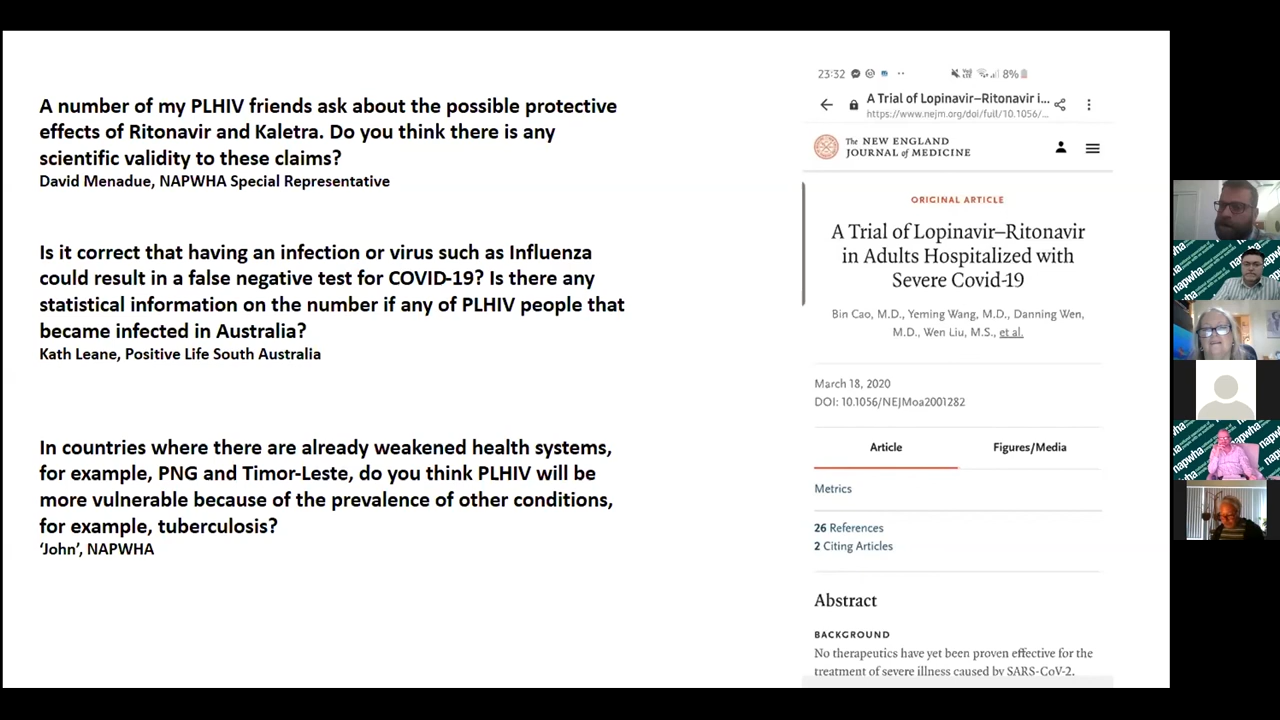 A number of my PLHIV friends ask about the possible protective
effects of Ritonavir and Kaletra. Do you think there is any
scientific validity to these claims?
David Menadue, NAPWHA Special Representative
Is it correct that having an infection or virus such as Influenza
could result in a false negative test for COVID-19? Is there any
statistical information on the number if any of PLHIV people that
became infected in Australia?
Kath Leane, Positive Life South Australia
In countries where there are already weakened health systems,
for example, PNG and Timor-Leste, do you think PLHIV will be
more vulnerable because of the prevalence of other conditions,
for example, tuberculosis?
‘John’, NAPWHA
23:32
8%
A Trial of Lopinavir–Ritonavir i...
https://www.nejm.org/doi/full/10.1056/...
The NEW ENGLAND
JOURNAL of MEDICINE
ORIGINAL ARTICLE
A Trial of Lopinavir–Ritonavir
in Adults Hospitalized with
Severe Covid-19
Bin Cao, M.D., Yeming Wang, M.D., Danning Wen,
M.D., Wen Liu, M.S., et al.
March 18, 2020
DOI: 10.1056/NEJMoa2001282
Article Figures/Media
Metrics
26 References
2 Citing Articles
Abstract
BACKGROUND
No therapeutics have yet been proven effective for the
treatment of severe illness caused by SARS-CoV-2.
napwha
napwha